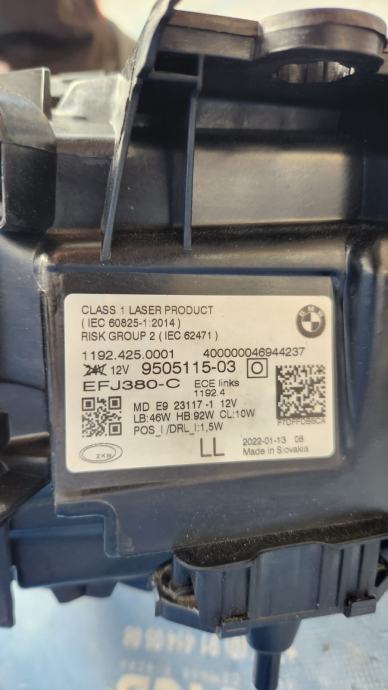 CLASS 1 LASER PRODUCT
( IEC 60825-1:2014 )
RISK GROUP 2 ( IEC 62471 )
1192.425.0001 400000046944237
24V 12V 9505115-03
EFJ380-C ECE links
1192.4
MD E9 23117 -1 12V
LB:46W HB:92W CL:10W
POS_l /DRL_l:1,5W
F7DFPDB5CA
ZKW
LL
2022-01-13 08
Made in Slovakia